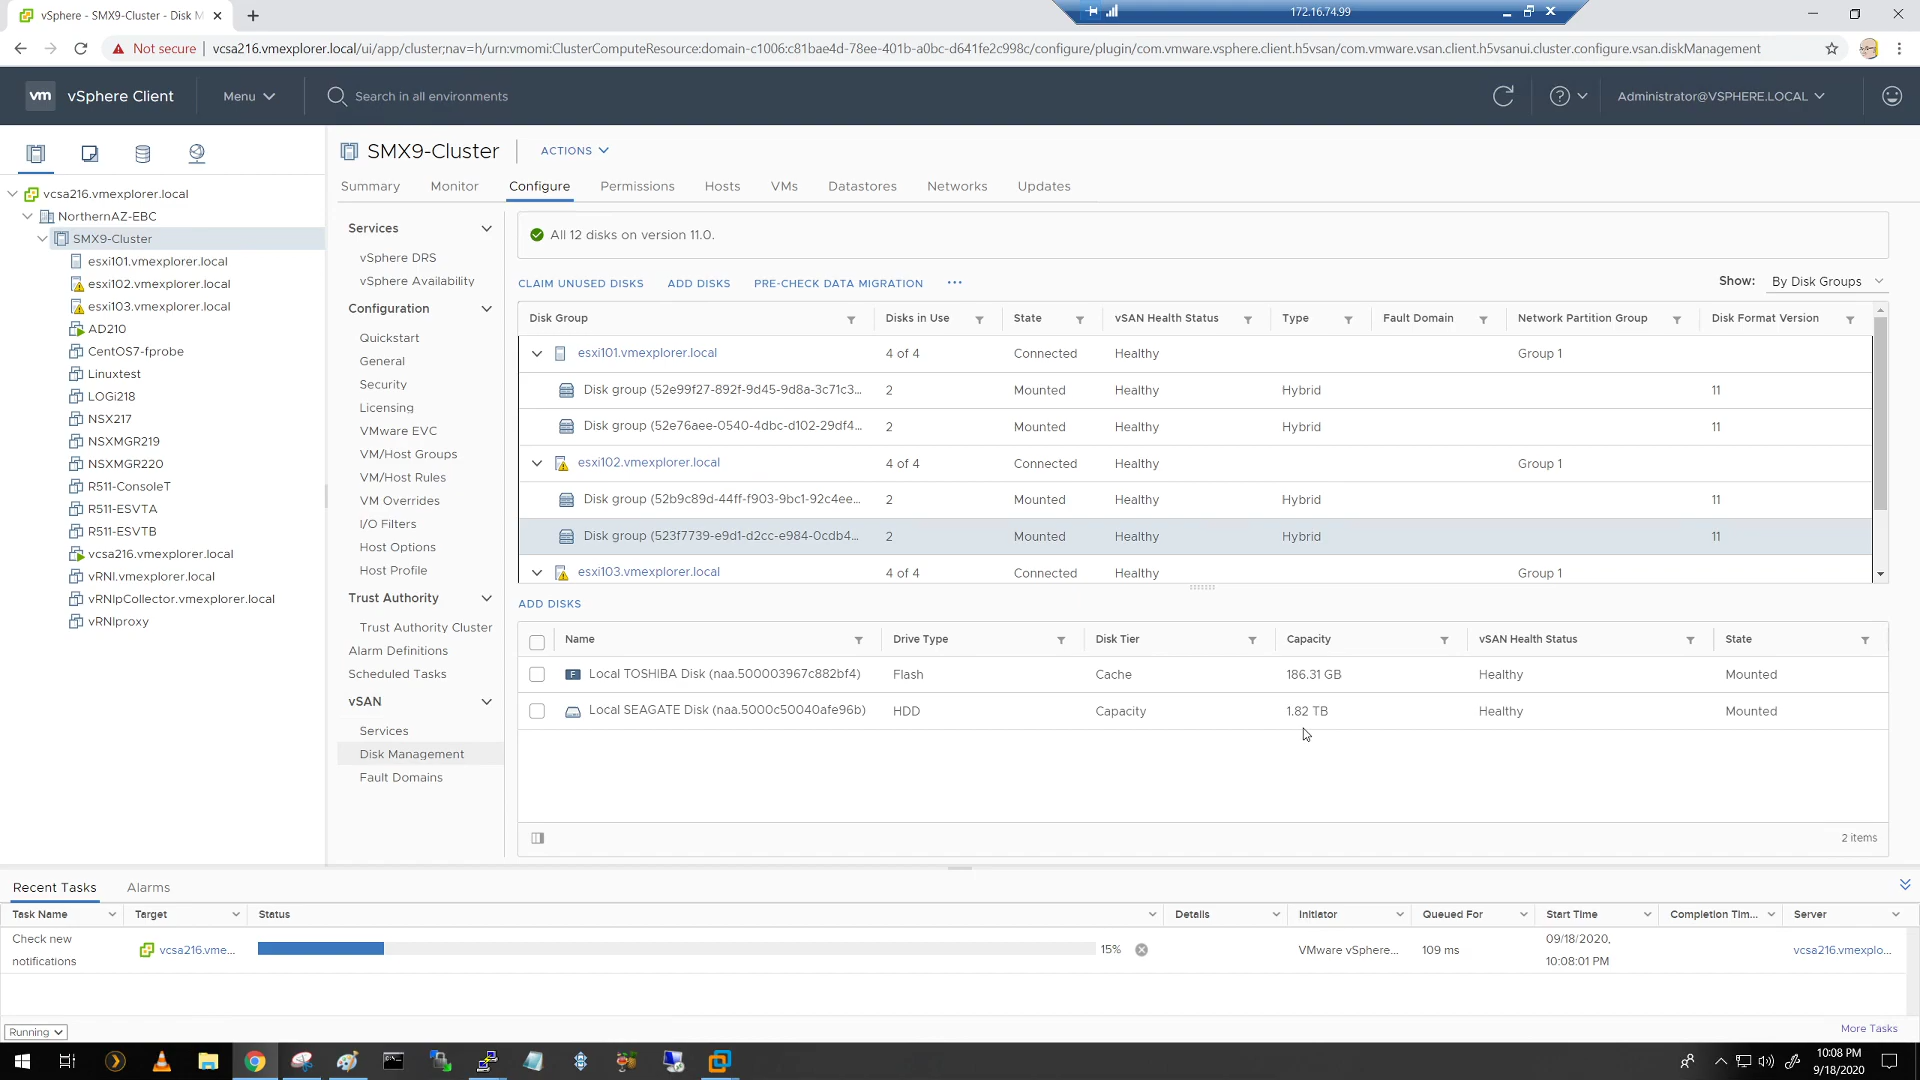 vSphere - SMX9-Cluster - Disk M
172.16.74.99
Not secure
vcsa216.vmexplorer.local/ui/app/cluster;nav=h/urn:vmomi:ClusterComputeResource:domain-c1006:c81bae4d-78ee-401b-a0bc-d641fe2c998c/configure/plugin/com.vmware.vsphere.client.h5vsan/com.vmware.vsan.client.h5vsanui.cluster.configure.vsan.diskManagement
vm vSphere Client Menu Search in all environments Administrator@VSPHERE.LOCAL
vcsa216.vmexplorer.local
NorthernAZ-EBC
SMX9-Cluster
esxi101.vmexplorer.local
esxi102.vmexplorer.local
esxi103.vmexplorer.local
AD210
CentOS7-fprobe
Linuxtest
LOGi218
NSX217
NSXMGR219
NSXMGR220
R511-ConsoleT
R511-ESVTA
R511-ESVTB
vcsa216.vmexplorer.local
vRNI.vmexplorer.local
vRNIpCollector.vmexplorer.local
vRNIproxy
SMX9-Cluster ACTIONS
Summary Monitor Configure Permissions Hosts VMs Datastores Networks Updates
Services
vSphere DRS
vSphere Availability
Configuration
Quickstart
General
Security
Licensing
VMware EVC
VM/Host Groups
VM/Host Rules
VM Overrides
I/O Filters
Host Options
Host Profile
Trust Authority
Trust Authority Cluster
Alarm Definitions
Scheduled Tasks
vSAN
Services
Disk Management
Fault Domains
All 12 disks on version 11.0.
CLAIM UNUSED DISKS ADD DISKS PRE-CHECK DATA MIGRATION ... Show: By Disk Groups
Disk Group Disks in Use State vSAN Health Status Type Fault Domain Network Partition Group Disk Format Version
esxi101.vmexplorer.local 4 of 4 Connected Healthy Group 1
Disk group (52e99f27-892f-9d45-9d8a-3c71c3... 2 Mounted Healthy Hybrid 11
Disk group (52e76aee-0540-4dbc-d102-29df4... 2 Mounted Healthy Hybrid 11
esxi102.vmexplorer.local 4 of 4 Connected Healthy Group 1
Disk group (52b9c89d-44ff-f903-9bc1-92c4ee... 2 Mounted Healthy Hybrid 11
Disk group (523f7739-e9d1-d2cc-e984-0cdb4... 2 Mounted Healthy Hybrid 11
esxi103.vmexplorer.local 4 of 4 Connected Healthy Group 1
ADD DISKS
Name Drive Type Disk Tier Capacity vSAN Health Status State
F Local TOSHIBA Disk (naa.500003967c882bf4) Flash Cache 186.31 GB Healthy Mounted
Local SEAGATE Disk (naa.5000c50040afe96b) HDD Capacity 1.82 TB Healthy Mounted
2 items
Recent Tasks Alarms
Task Name Target Status Details Initiator Queued For Start Time Completion Tim... Server
Check new notifications vcsa216.vme... 15% VMware vSphere... 109 ms 09/18/2020, 10:08:01 PM vcsa216.vmexplo...
Running More Tasks
10:08 PM
9/18/2020